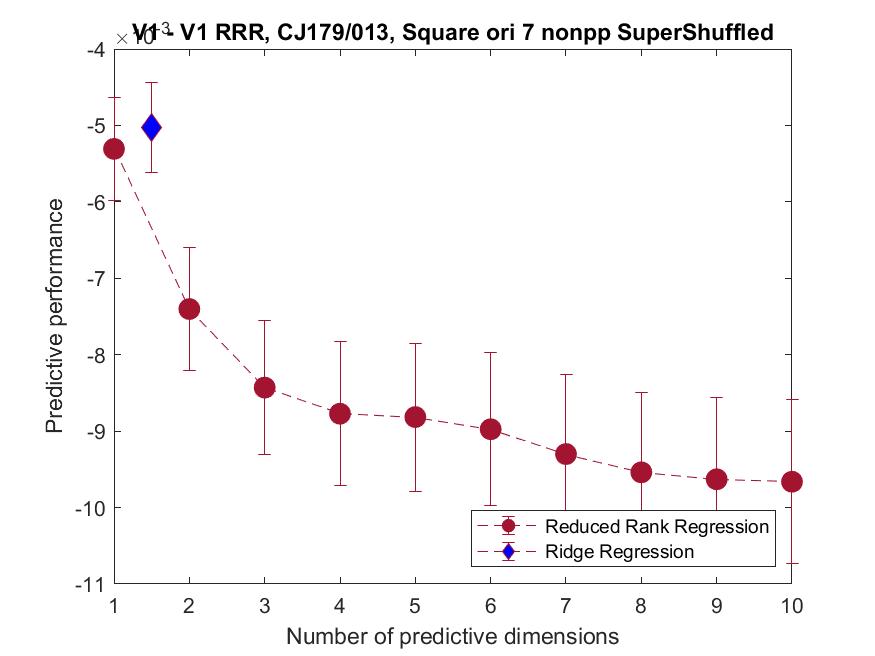 ×10-3
V1 - V1 RRR, CJ179/013, Square ori 7 nonpp SuperShuffled
-4
-5
-6
-7
-8
-9
-10
-11
Predictive performance
Reduced Rank Regression
Ridge Regression
1 2 3 4 5 6 7 8 9 10
Number of predictive dimensions